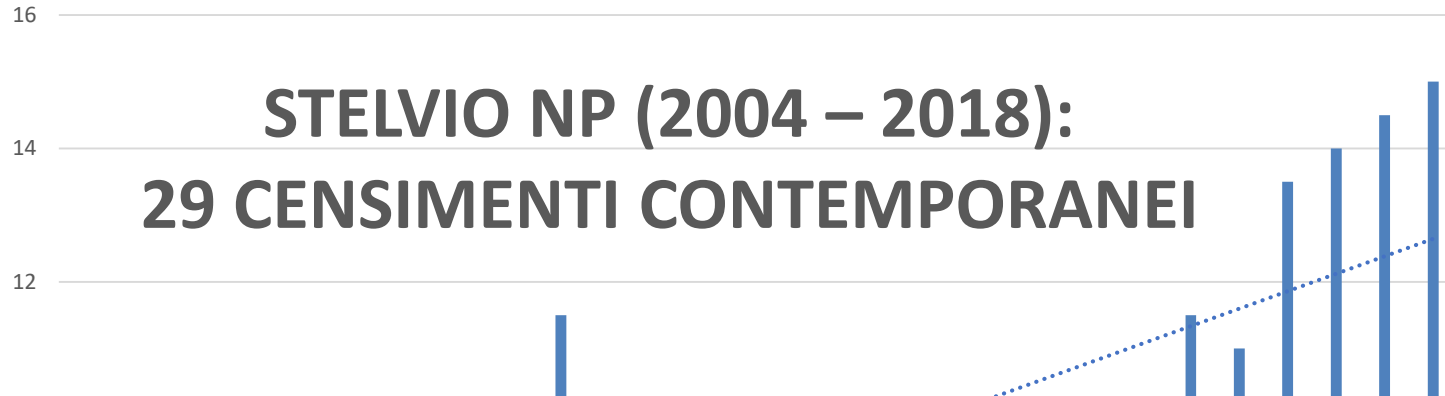 16
STELVIO NP (2004 – 2018):
14
29 CENSIMENTI CONTEMPORANEI
12